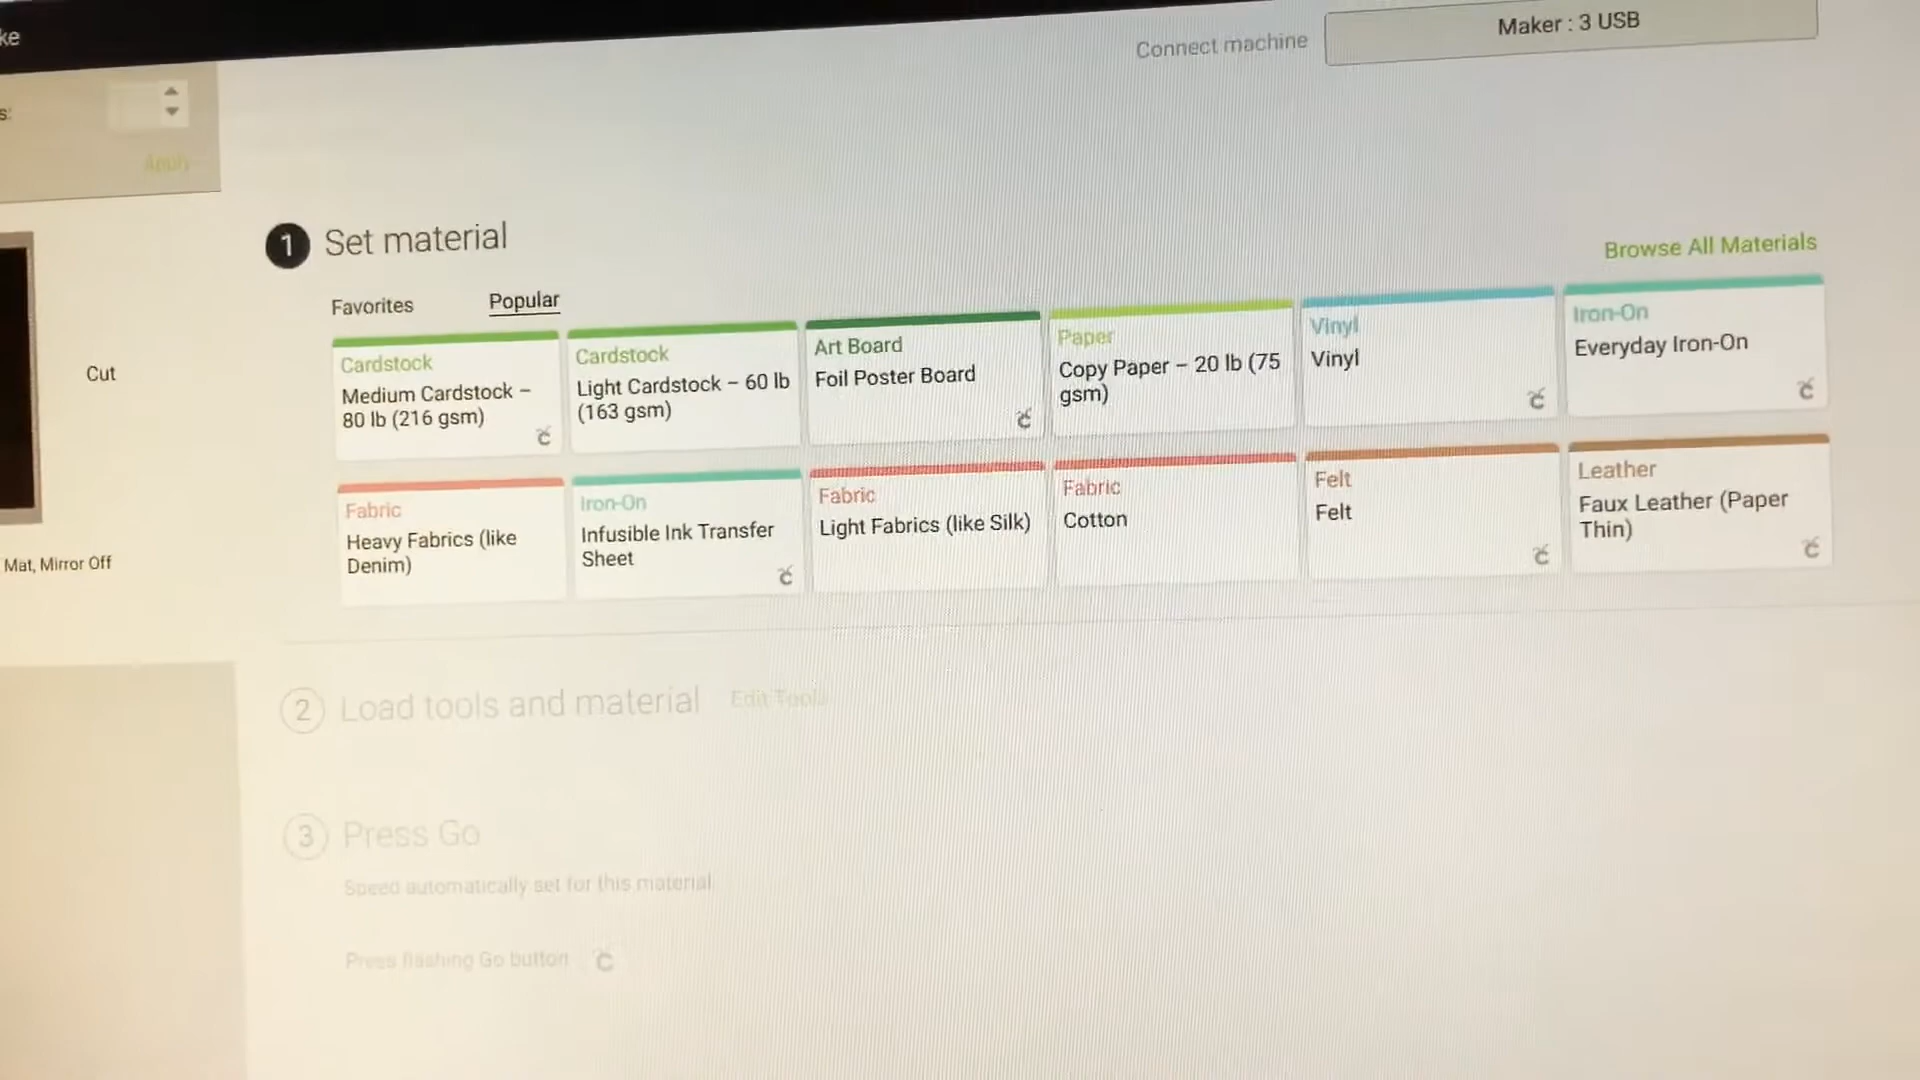 ke
Connect machine
Maker : 3 USB
s:
Apply
1 Set material
Browse All Materials
Favorites
Popular
Cardstock
Medium Cardstock –
80 lb (216 gsm)
Cardstock
Light Cardstock – 60 lb
(163 gsm)
Art Board
Foil Poster Board
Paper
Copy Paper – 20 lb (75
gsm)
Vinyl
Vinyl
Iron-On
Everyday Iron-On
Cut
Fabric
Heavy Fabrics (like
Denim)
Iron-On
Infusible Ink Transfer
Sheet
Fabric
Light Fabrics (like Silk)
Fabric
Cotton
Felt
Felt
Leather
Faux Leather (Paper
Thin)
Mat, Mirror Off
2 Load tools and material
Edit Tools
3 Press Go
Speed automatically set for this material.
Press flashing Go button